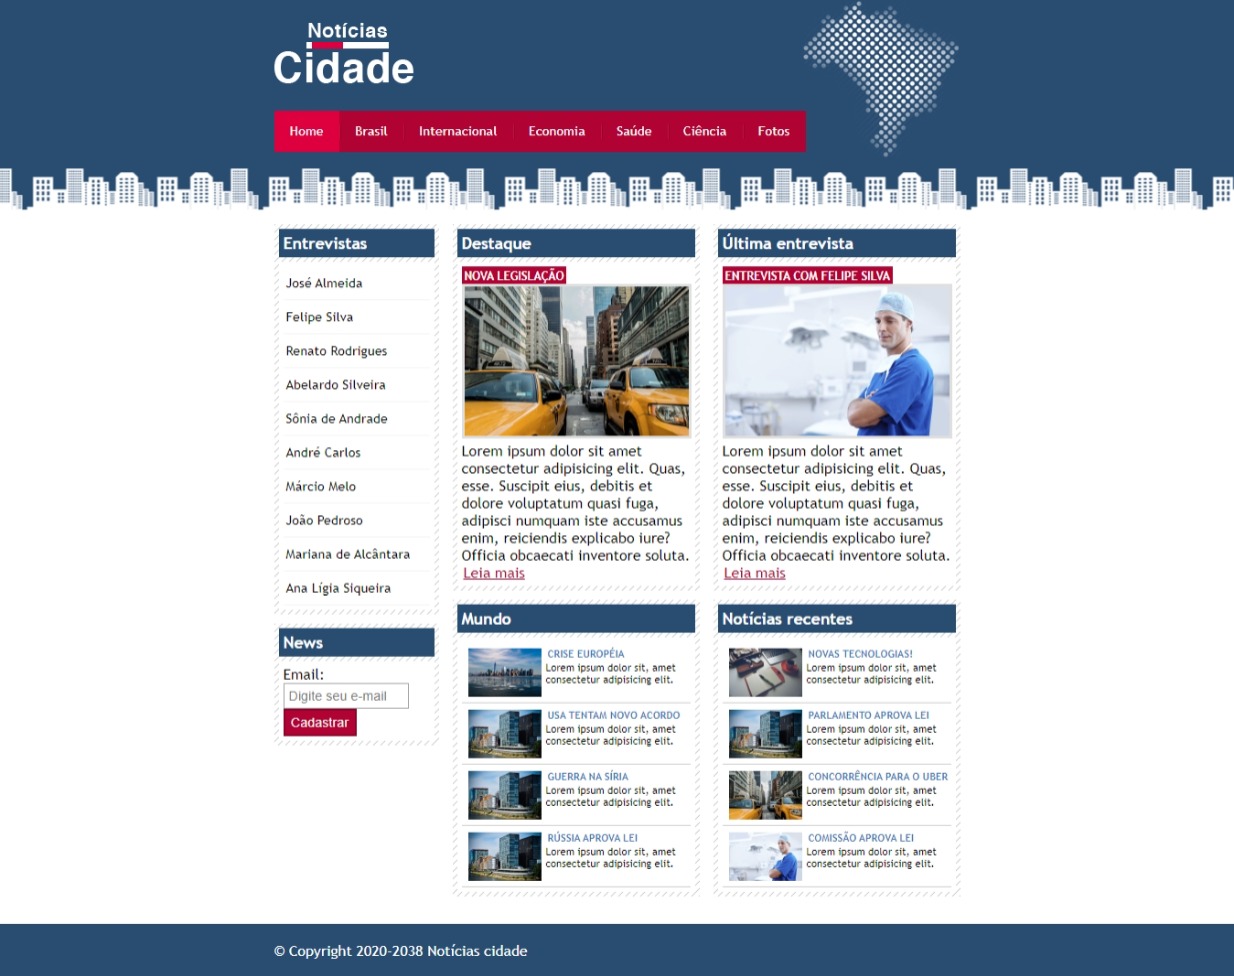 Notícias
Cidade
Home Brasil Internacional Economia Saúde Ciência Fotos
Entrevistas
José Almeida
Felipe Silva
Renato Rodrigues
Abelardo Silveira
Sônia de Andrade
André Carlos
Márcio Melo
João Pedroso
Mariana de Alcântara
Ana Lígia Siqueira
News
Email:
Digite seu e-mail
Cadastrar
Destaque
NOVA LEGISLAÇÃO
Lorem ipsum dolor sit amet
consectetur adipisicing elit. Quas,
esse. Suscipit eius, debitis et
dolore voluptatum quasi fuga,
adipisci numquam iste accusamus
enim, reiciendis explicabo iure?
Officia obcaecati inventore soluta.
Leia mais
Última entrevista
ENTREVISTA COM FELIPE SILVA
Lorem ipsum dolor sit amet
consectetur adipisicing elit. Quas,
esse. Suscipit eius, debitis et
dolore voluptatum quasi fuga,
adipisci numquam iste accusamus
enim, reiciendis explicabo iure?
Officia obcaecati inventore soluta.
Leia mais
Mundo
CRISE EUROPÉIA
Lorem ipsum dolor sit, amet
consectetur adipisicing elit.
USA TENTAM NOVO ACORDO
Lorem ipsum dolor sit, amet
consectetur adipisicing elit.
GUERRA NA SÍRIA
Lorem ipsum dolor sit, amet
consectetur adipisicing elit.
RÚSSIA APROVA LEI
Lorem ipsum dolor sit, amet
consectetur adipisicing elit.
Notícias recentes
NOVAS TECNOLOGIAS!
Lorem ipsum dolor sit, amet
consectetur adipisicing elit.
PARLAMENTO APROVA LEI
Lorem ipsum dolor sit, amet
consectetur adipisicing elit.
CONCORRÊNCIA PARA O UBER
Lorem ipsum dolor sit, amet
consectetur adipisicing elit.
COMISSÃO APROVA LEI
Lorem ipsum dolor sit, amet
consectetur adipisicing elit.
© Copyright 2020-2038 Notícias cidade